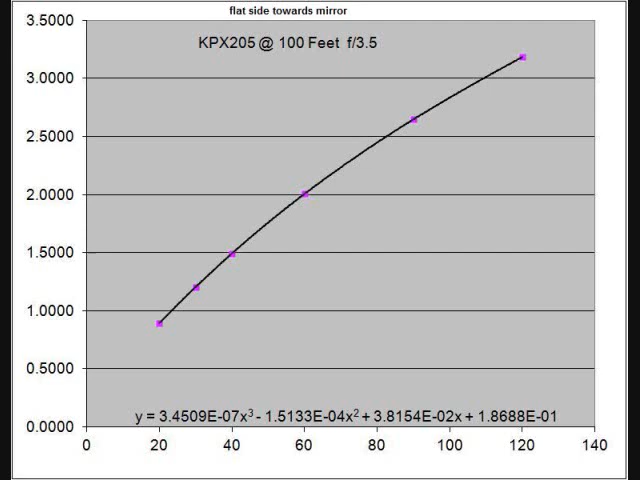 flat side towards mirror
KPX205 @ 100 Feet f/3.5
3.5000
3.0000
2.5000
2.0000
1.5000
1.0000
0.5000
0.0000
y = 3.4509E-07x³ - 1.5133E-04x² + 3.8154E-02x + 1.8688E-01
0 20 40 60 80 100 120 140